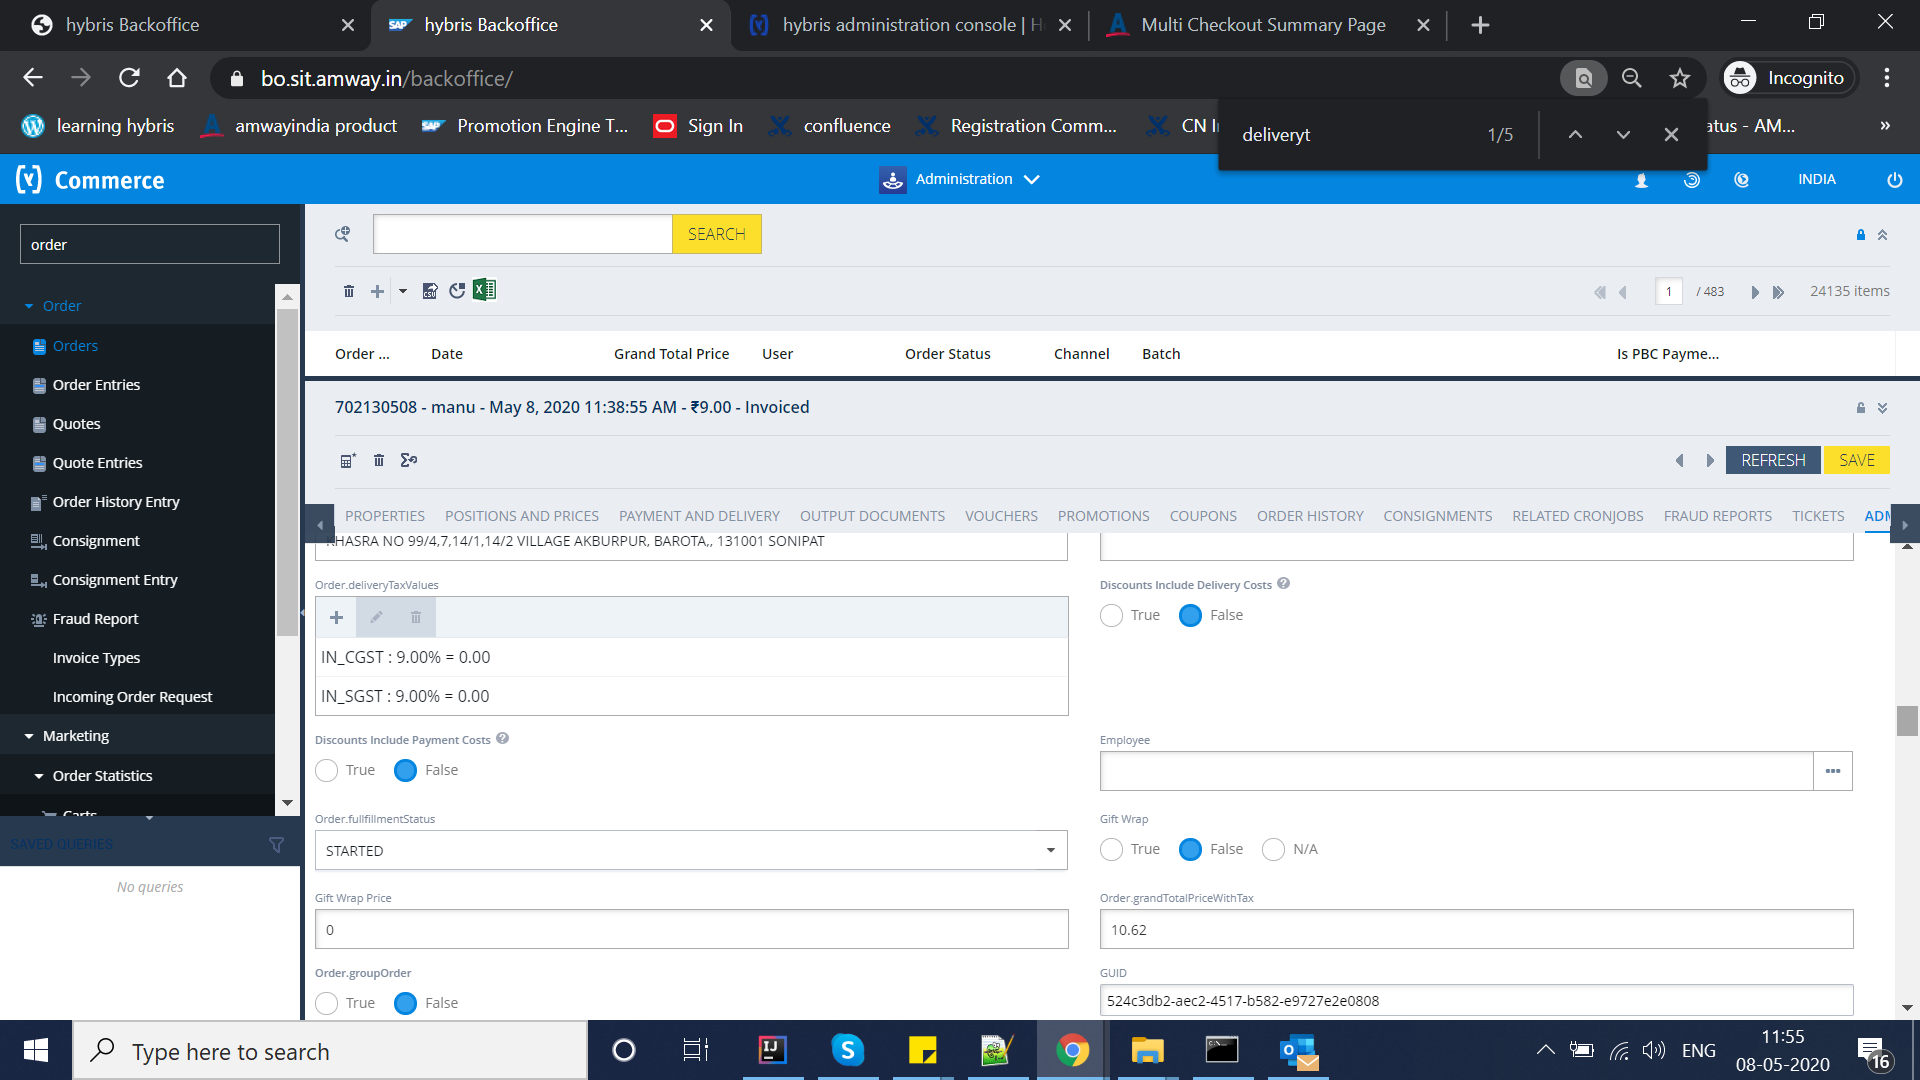 hybris Backoffice
hybris Backoffice
hybris administration console | H
Multi Checkout Summary Page
bo.sit.amway.in/backoffice/
Incognito
learning hybris
amwayindia product
Promotion Engine T...
Sign In
confluence
Registration Comm...
CN
atus - AM...
»
deliveryt
1/5
Commerce
Administration
INDIA
order
SEARCH
Order
Orders
Order Entries
Quotes
Quote Entries
Order History Entry
Consignment
Consignment Entry
Fraud Report
Invoice Types
Incoming Order Request
Marketing
Order Statistics
Carts
SAVED QUERIES
No queries
1
/ 483
24135 items
Order ...
Date
Grand Total Price
User
Order Status
Channel
Batch
Is PBC Payme...
702130508 - manu - May 8, 2020 11:38:55 AM - ₹9.00 - Invoiced
REFRESH
SAVE
PROPERTIES
POSITIONS AND PRICES
PAYMENT AND DELIVERY
OUTPUT DOCUMENTS
VOUCHERS
PROMOTIONS
COUPONS
ORDER HISTORY
CONSIGNMENTS
RELATED CRONJOBS
FRAUD REPORTS
TICKETS
ADM
KHASRA NO 99/4,7,14/1,14/2 VILLAGE AKBURPUR, BAROTA,, 131001 SONIPAT
Order.deliveryTaxValues
Discounts Include Delivery Costs
True
False
IN_CGST : 9.00% = 0.00
IN_SGST : 9.00% = 0.00
Discounts Include Payment Costs
True
False
Employee
Order.fullfillmentStatus
STARTED
Gift Wrap
True
False
N/A
Gift Wrap Price
0
Order.grandTotalPriceWithTax
10.62
Order.groupOrder
True
False
GUID
524c3db2-aec2-4517-b582-e9727e2e0808
Type here to search
ENG
11:55
08-05-2020
16